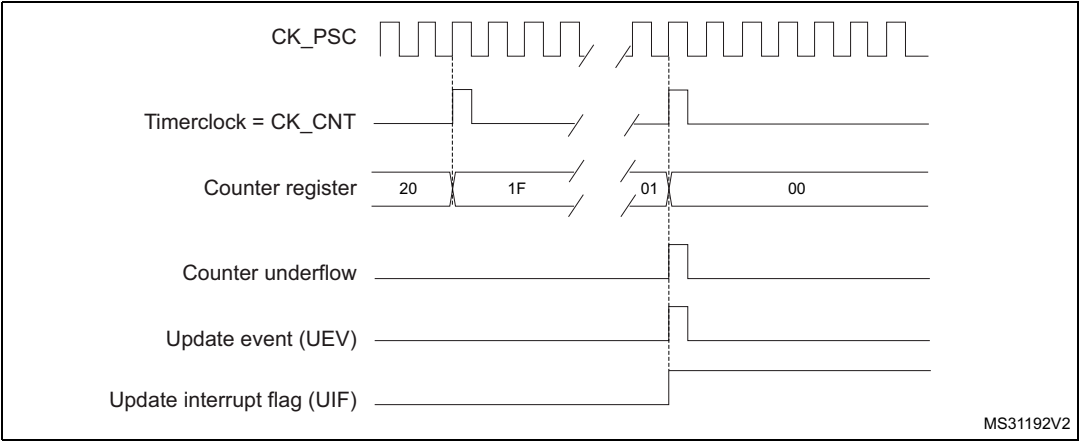 CK_PSC
Timerclock = CK_CNT
Counter register 20 1F 01 00
Counter underflow
Update event (UEV)
Update interrupt flag (UIF)
MS31192V2